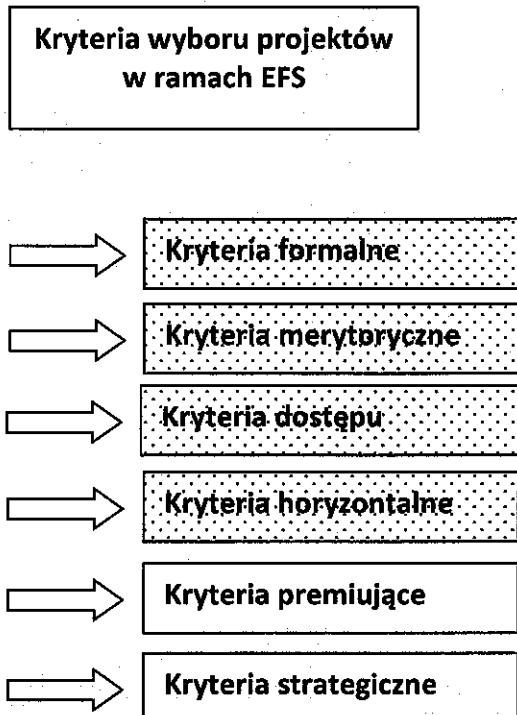 Kryteria wyboru projektów
w ramach EFS
Kryteria formalne
Kryteria merytoryczne
Kryteria dostępu
Kryteria horyzontalne
Kryteria premiujące
Kryteria strategiczne